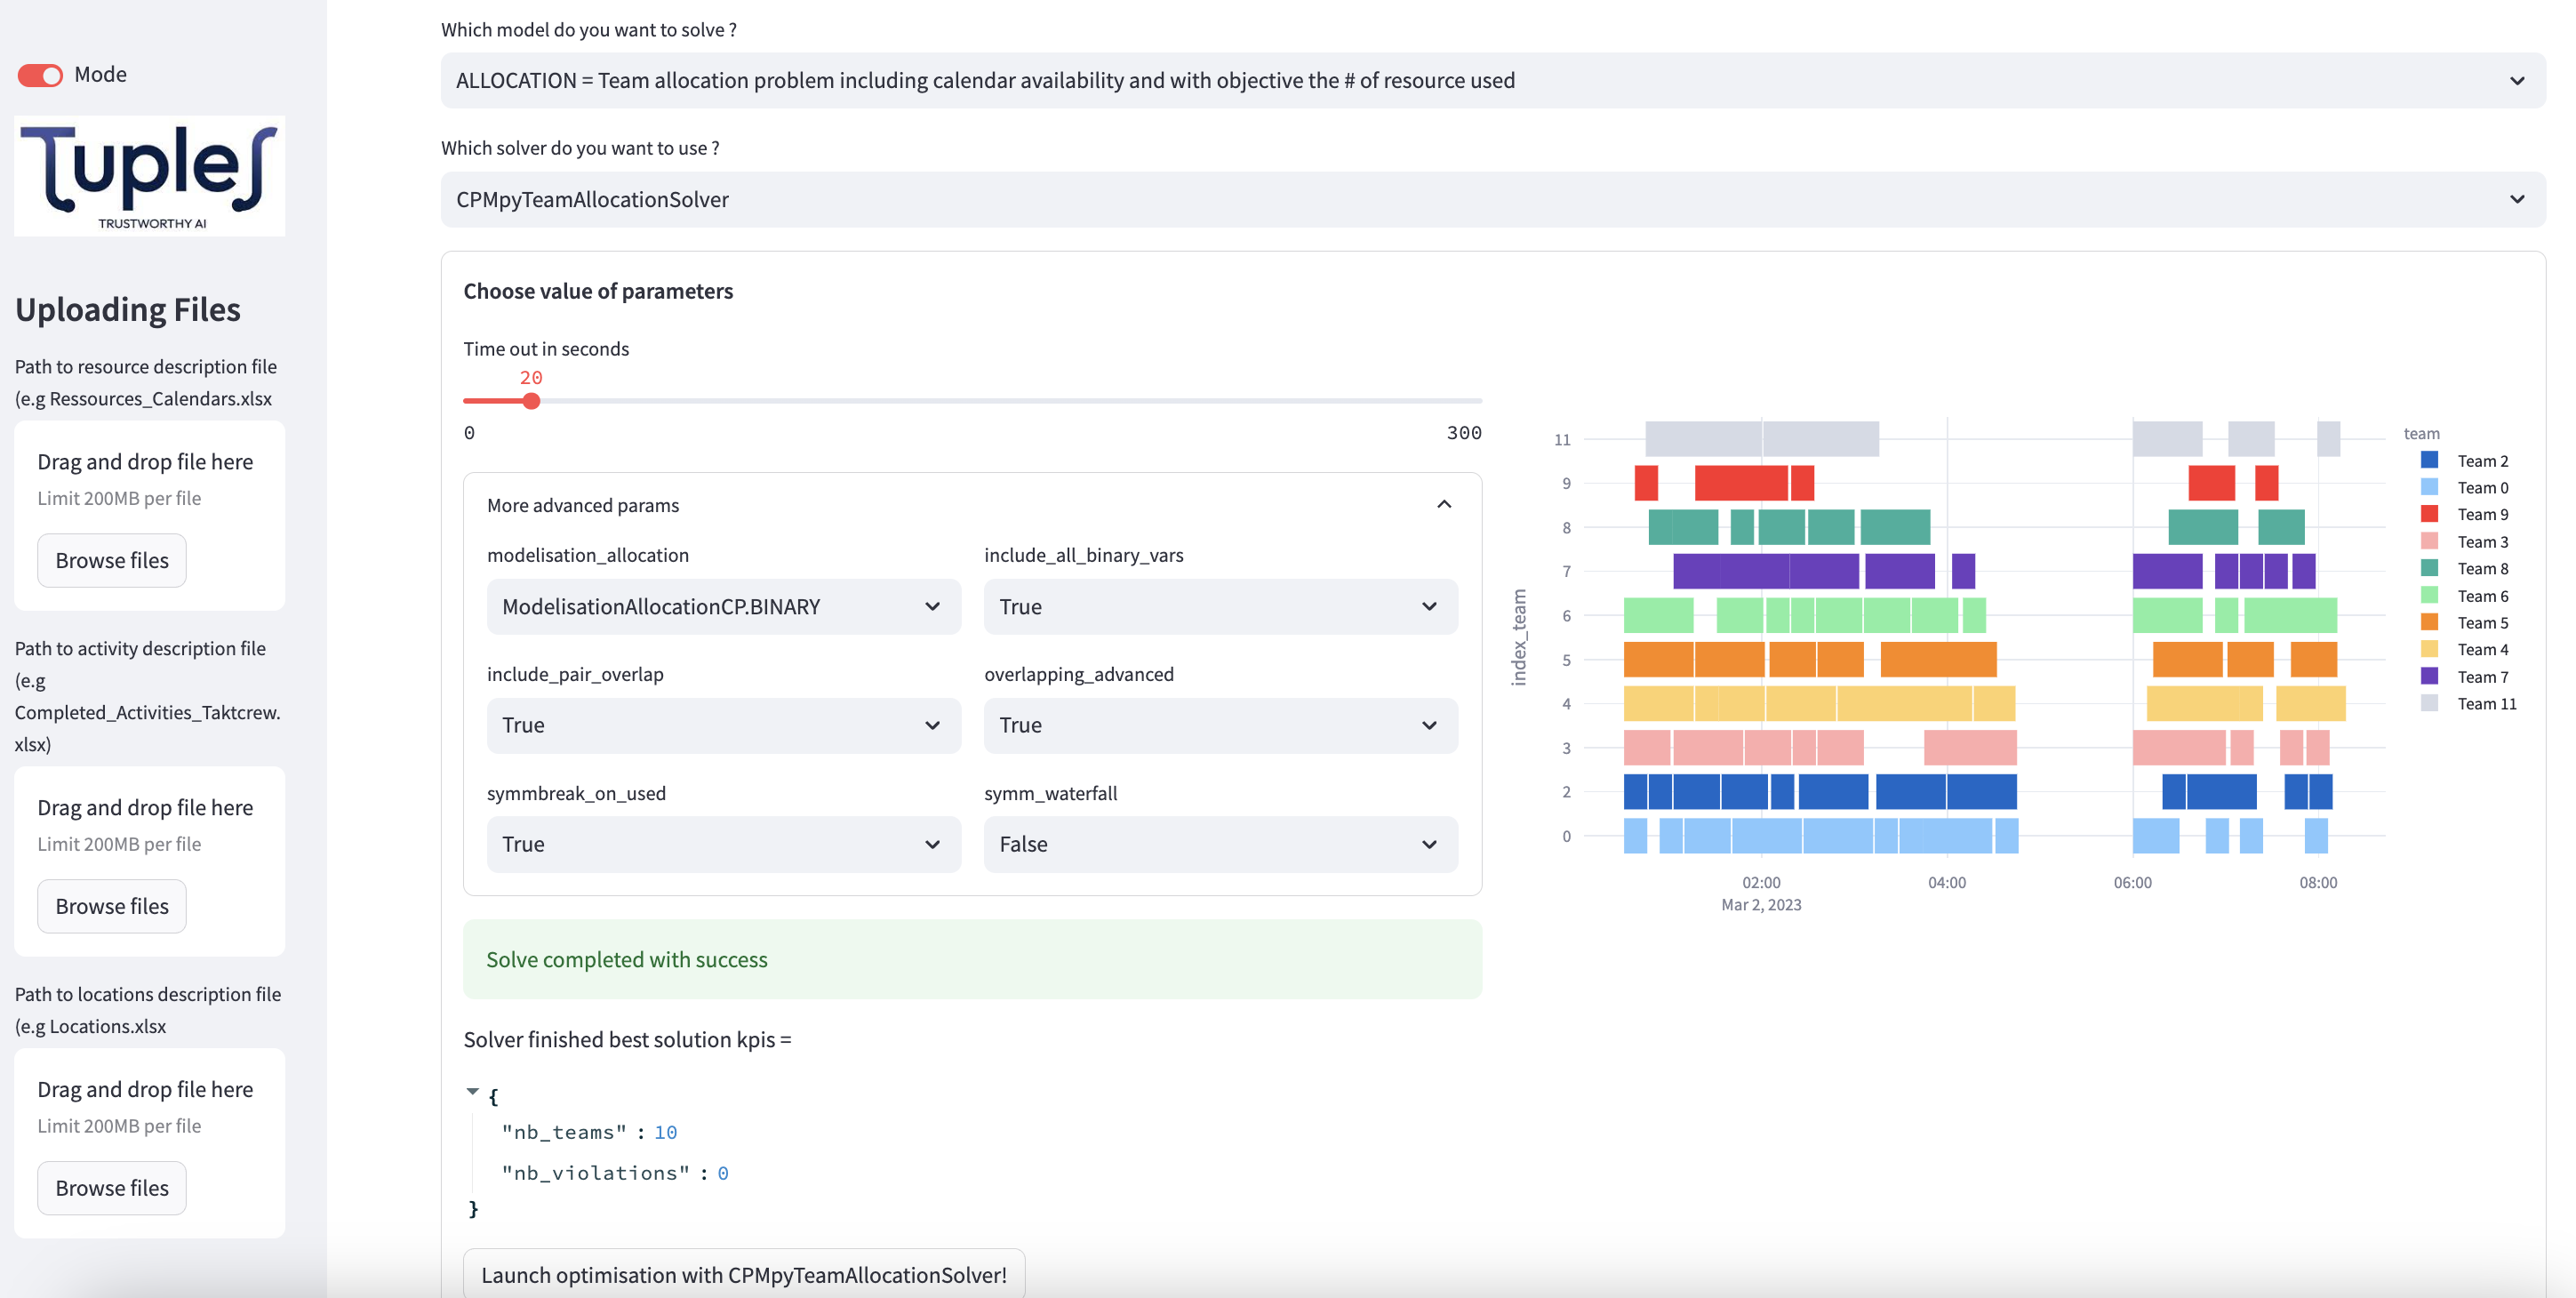 Mode
Tuples
TRUSTWORTHY AI
Uploading Files
Path to resource description file
(e.g Ressources_Calendars.xlsx
Drag and drop file here
Limit 200MB per file
Browse files
Path to activity description file
(e.g
Completed_Activities_Taktcrew.
xlsx)
Drag and drop file here
Limit 200MB per file
Browse files
Path to locations description file
(e.g Locations.xlsx
Drag and drop file here
Limit 200MB per file
Browse files
Which model do you want to solve ?
ALLOCATION = Team allocation problem including calendar availability and with objective the # of resource used
Which solver do you want to use ?
CPMpyTeamAllocationSolver
Choose value of parameters
Time out in seconds
20
0 300
More advanced params
modelisation_allocation include_all_binary_vars
ModelisationAllocationCP.BINARY True
include_pair_overlap overlapping_advanced
True True
symmbreak_on_used symm_waterfall
True False
Solve completed with success
Solver finished best solution kpis =
{
"nb_teams" : 10
"nb_violations" : 0
}
Launch optimisation with CPMpyTeamAllocationSolver!
index_team
11
9
8
7
6
5
4
3
2
0
02:00 04:00 06:00 08:00
Mar 2, 2023
team
Team 2
Team 0
Team 9
Team 3
Team 8
Team 6
Team 5
Team 4
Team 7
Team 11